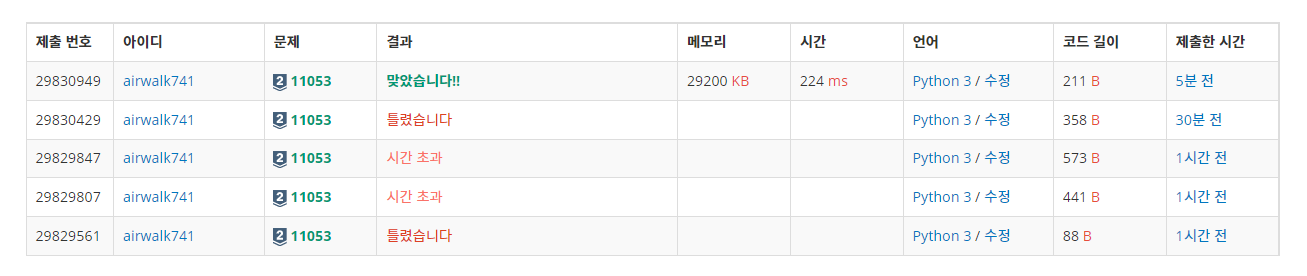 제출 번호 아이디 문제 결과 메모리 시간 언어 코드 길이 제출한 시간
29830949 airwalk741 2 11053 맞았습니다!! 29200 KB 224 ms Python 3 / 수정 211 B 5분 전
29830429 airwalk741 2 11053 틀렸습니다 Python 3 / 수정 358 B 30분 전
29829847 airwalk741 2 11053 시간 초과 Python 3 / 수정 573 B 1시간 전
29829807 airwalk741 2 11053 시간 초과 Python 3 / 수정 441 B 1시간 전
29829561 airwalk741 2 11053 틀렸습니다 Python 3 / 수정 88 B 1시간 전